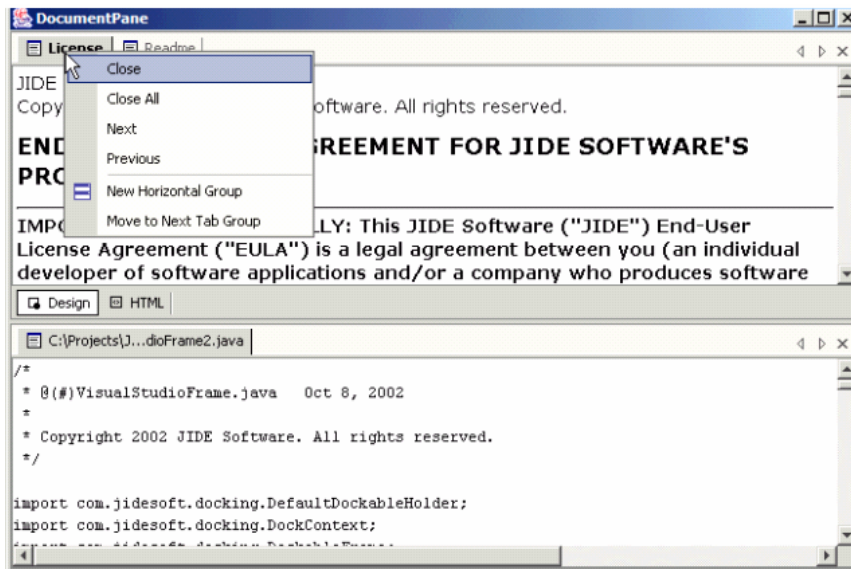 DocumentPane
License Readme
Close
Close All
Next
Previous
New Horizontal Group
Move to Next Tab Group
JIDE
Copy oftware. All rights reserved.
END REEMENT FOR JIDE SOFTWARE'S
PRO
IMPO LLY: This JIDE Software ("JIDE") End-User
License Agreement ("EULA") is a legal agreement between you (an individual
developer of software applications and/or a company who produces software
Design HTML
C:\Projects\J...dioFrame2.java
/*
* @(#)VisualStudioFrame.java Oct 8, 2002
*
* Copyright 2002 JIDE Software. All rights reserved.
*/
import com.jidesoft.docking.DefaultDockableHolder;
import com.jidesoft.docking.DockContext;